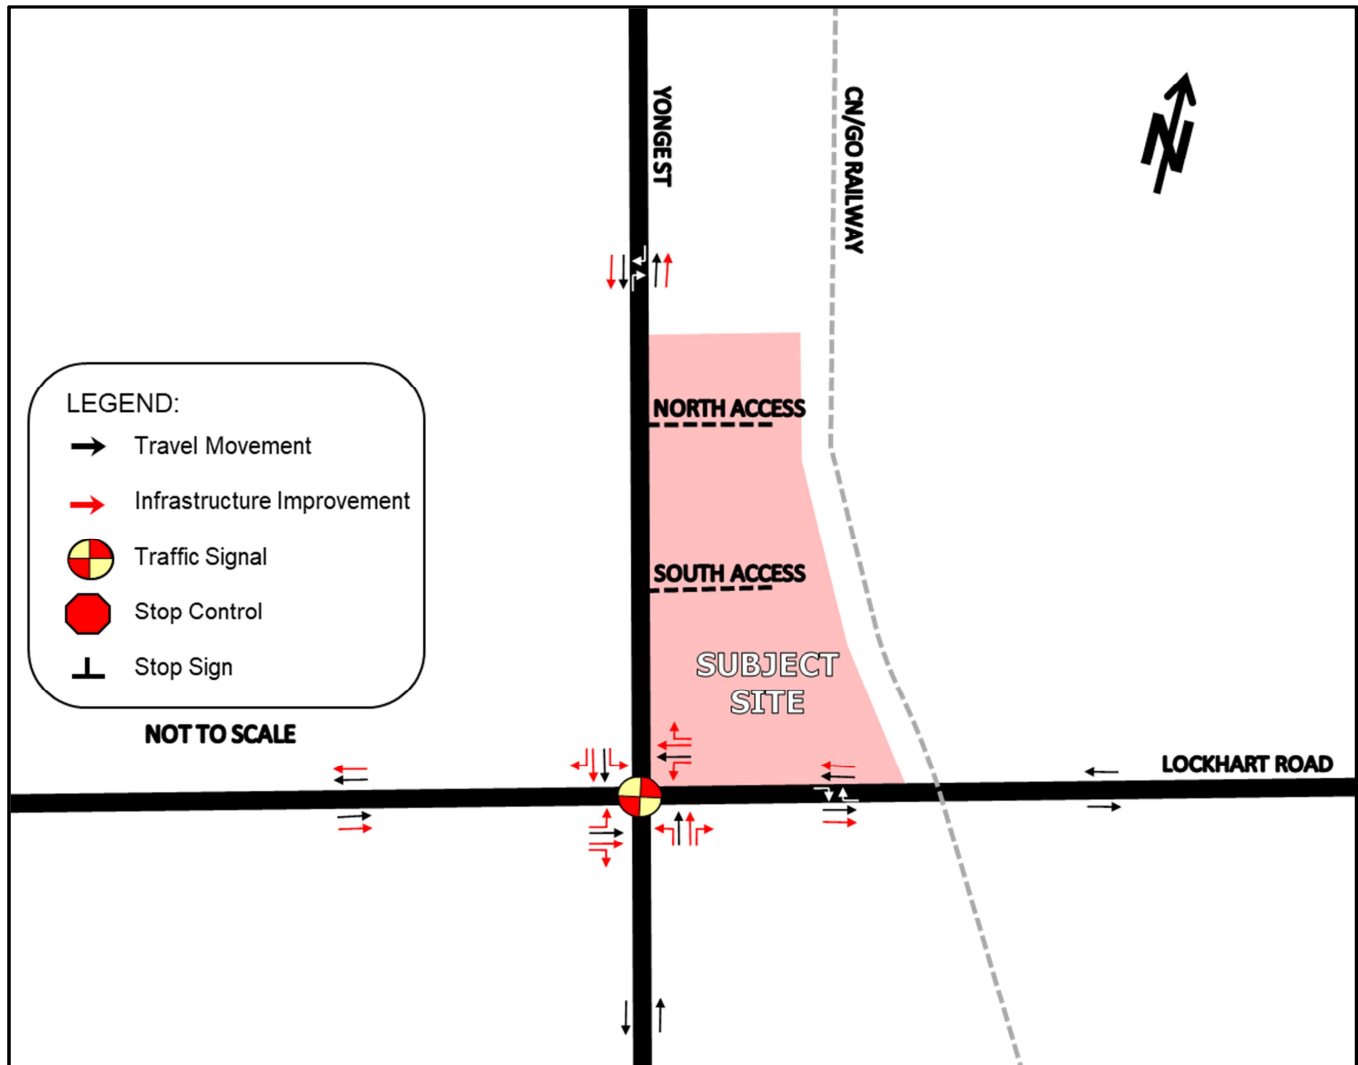 YONGE ST
CN/GO RAILWAY
N
NORTH ACCESS
LEGEND:
Travel Movement
Infrastructure Improvement
Traffic Signal
Stop Control
Stop Sign
SOUTH ACCESS
SUBJECT
SITE
NOT TO SCALE
LOCKHART ROAD